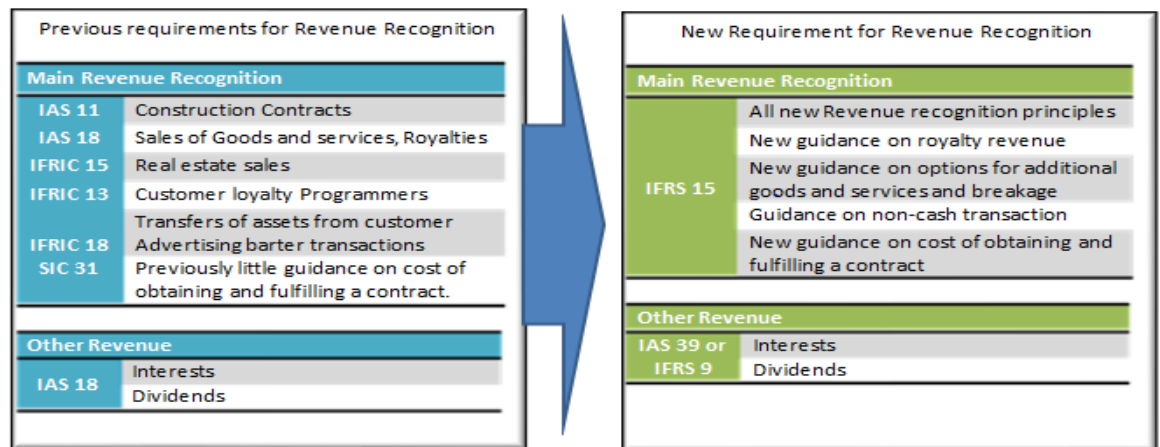 Previous requirements for Revenue Recognition
Main Revenue Recognition
IAS 11 Construction Contracts
IAS 18 Sales of Goods and services, Royalties
IFRIC 15 Real estate sales
IFRIC 13 Customer loyalty Programmers
Transfers of assets from customer
IFRIC 18 Advertising barter transactions
SIC 31 Previously little guidance on cost of
obtaining and fulfilling a contract.
Other Revenue
IAS 18 Interests
Dividends
New Requirement for Revenue Recognition
Main Revenue Recognition
IFRS 15
All new Revenue recognition principles
New guidance on royalty revenue
New guidance on options for additional
goods and services and breakage
Guidance on non-cash transaction
New guidance on cost of obtaining and
fulfilling a contract
Other Revenue
IAS 39 or Interests
IFRS 9 Dividends